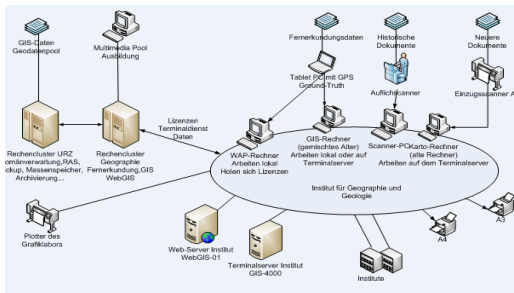 GIS-Daten
Geodatenpool
Multimedia Pool
Ausbildung
Fernerkundungsdaten
Historische
Dokumente
Neuere
Dokumente
Tablet PC mit GPS
Ground-Truth
Auflichscanner
Einzugsscanner A
Rechencluster URZ
omänverwaltung,RAS,
ckup, Massenspeicher,
Archivierung...
Rechencluster
Geographie
Fernerkundung,GIS
WebGIS
Lizenzen
Terminaldienst
Daten
WAP-Rechner
Arbeiten lokal
Holen sich Lizenzen
GIS-Rechner
(gemischtes Alter)
Arbeiten lokal oder auf
Terminalserver
Scanner-PC
Karto-Rechner
(alte Rechner)
Arbeiten auf dem Terminalserver
Institut für Geographie und
Geologie
Plotter des
Grafiklabors
Web-Server Institut
WebGIS-01
Terminalserver Institut
GIS-4000
Institute
A4
A3